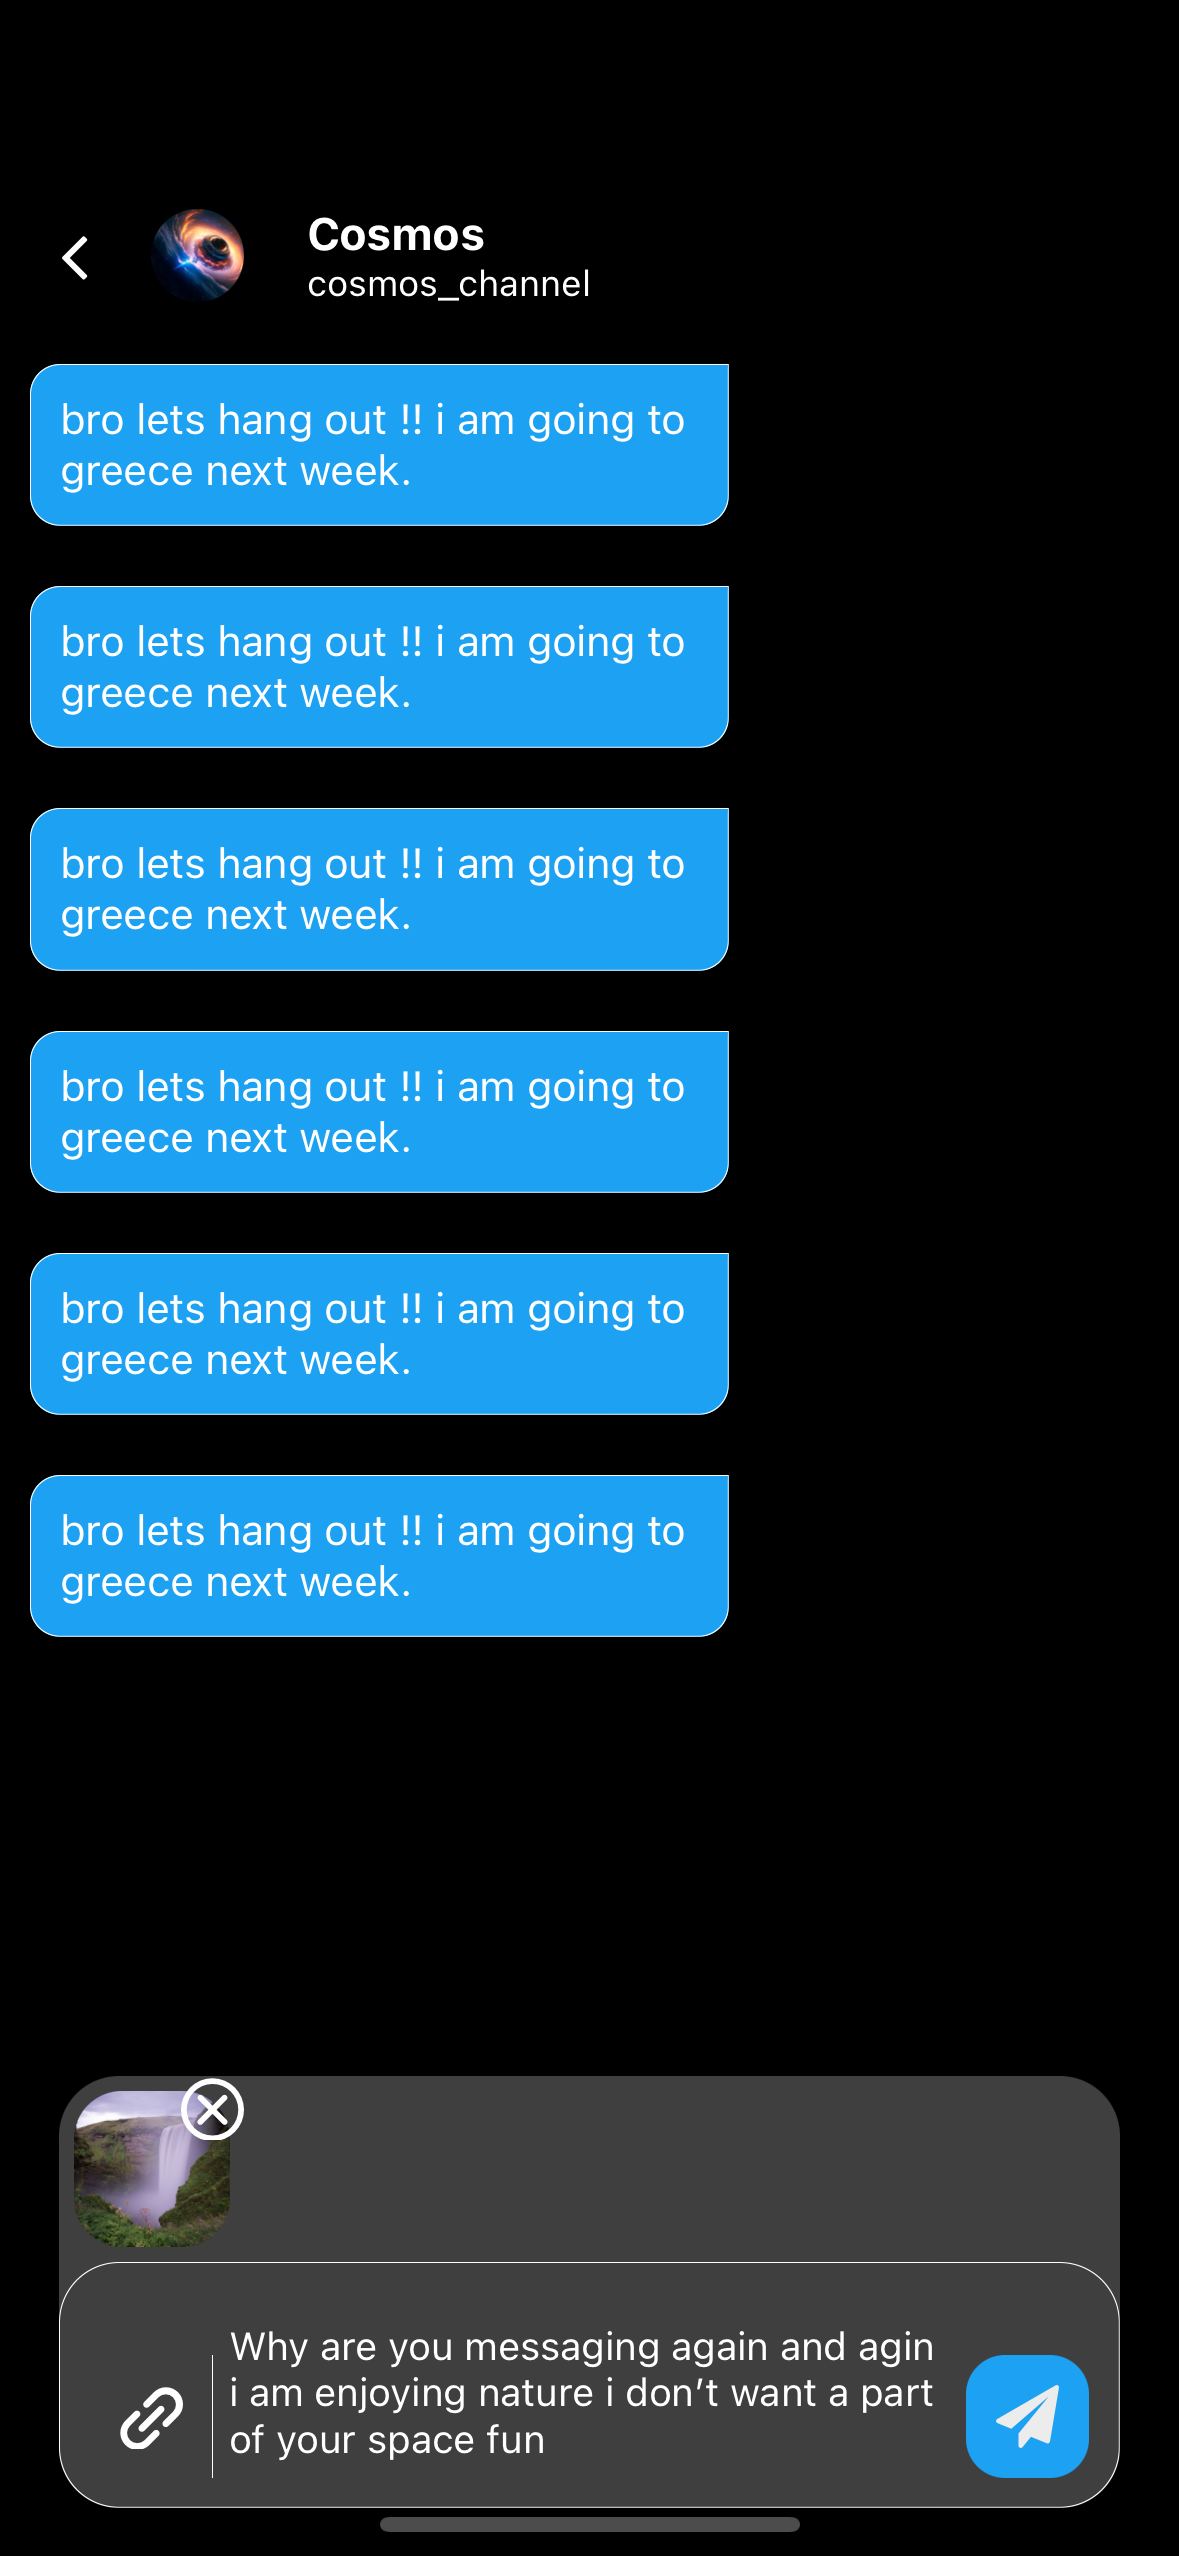 Cosmos
cosmos_channel
bro lets hang out !! i am going to
greece next week.
bro lets hang out !! i am going to
greece next week.
bro lets hang out !! i am going to
greece next week.
bro lets hang out !! i am going to
greece next week.
bro lets hang out !! i am going to
greece next week.
bro lets hang out !! i am going to
greece next week.
Why are you messaging again and agin
i am enjoying nature i don’t want a part
of your space fun